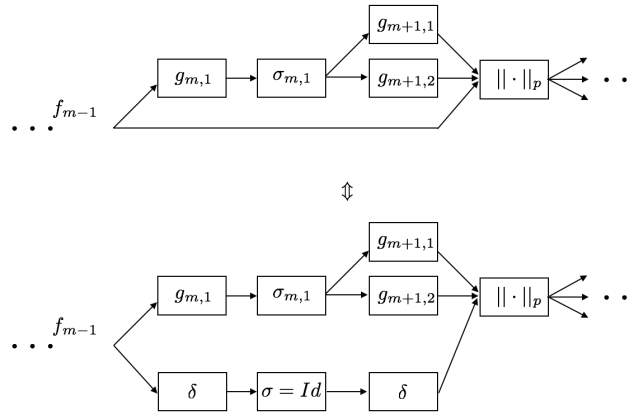 g_{m+1,1}
g_{m,1} σ_{m,1} g_{m+1,2} ||·||_p
f_{m−1}
· · · · ·
⇕
g_{m+1,1}
g_{m,1} σ_{m,1} g_{m+1,2} ||·||_p · ·
· · · f_{m−1}
δ σ = Id δ